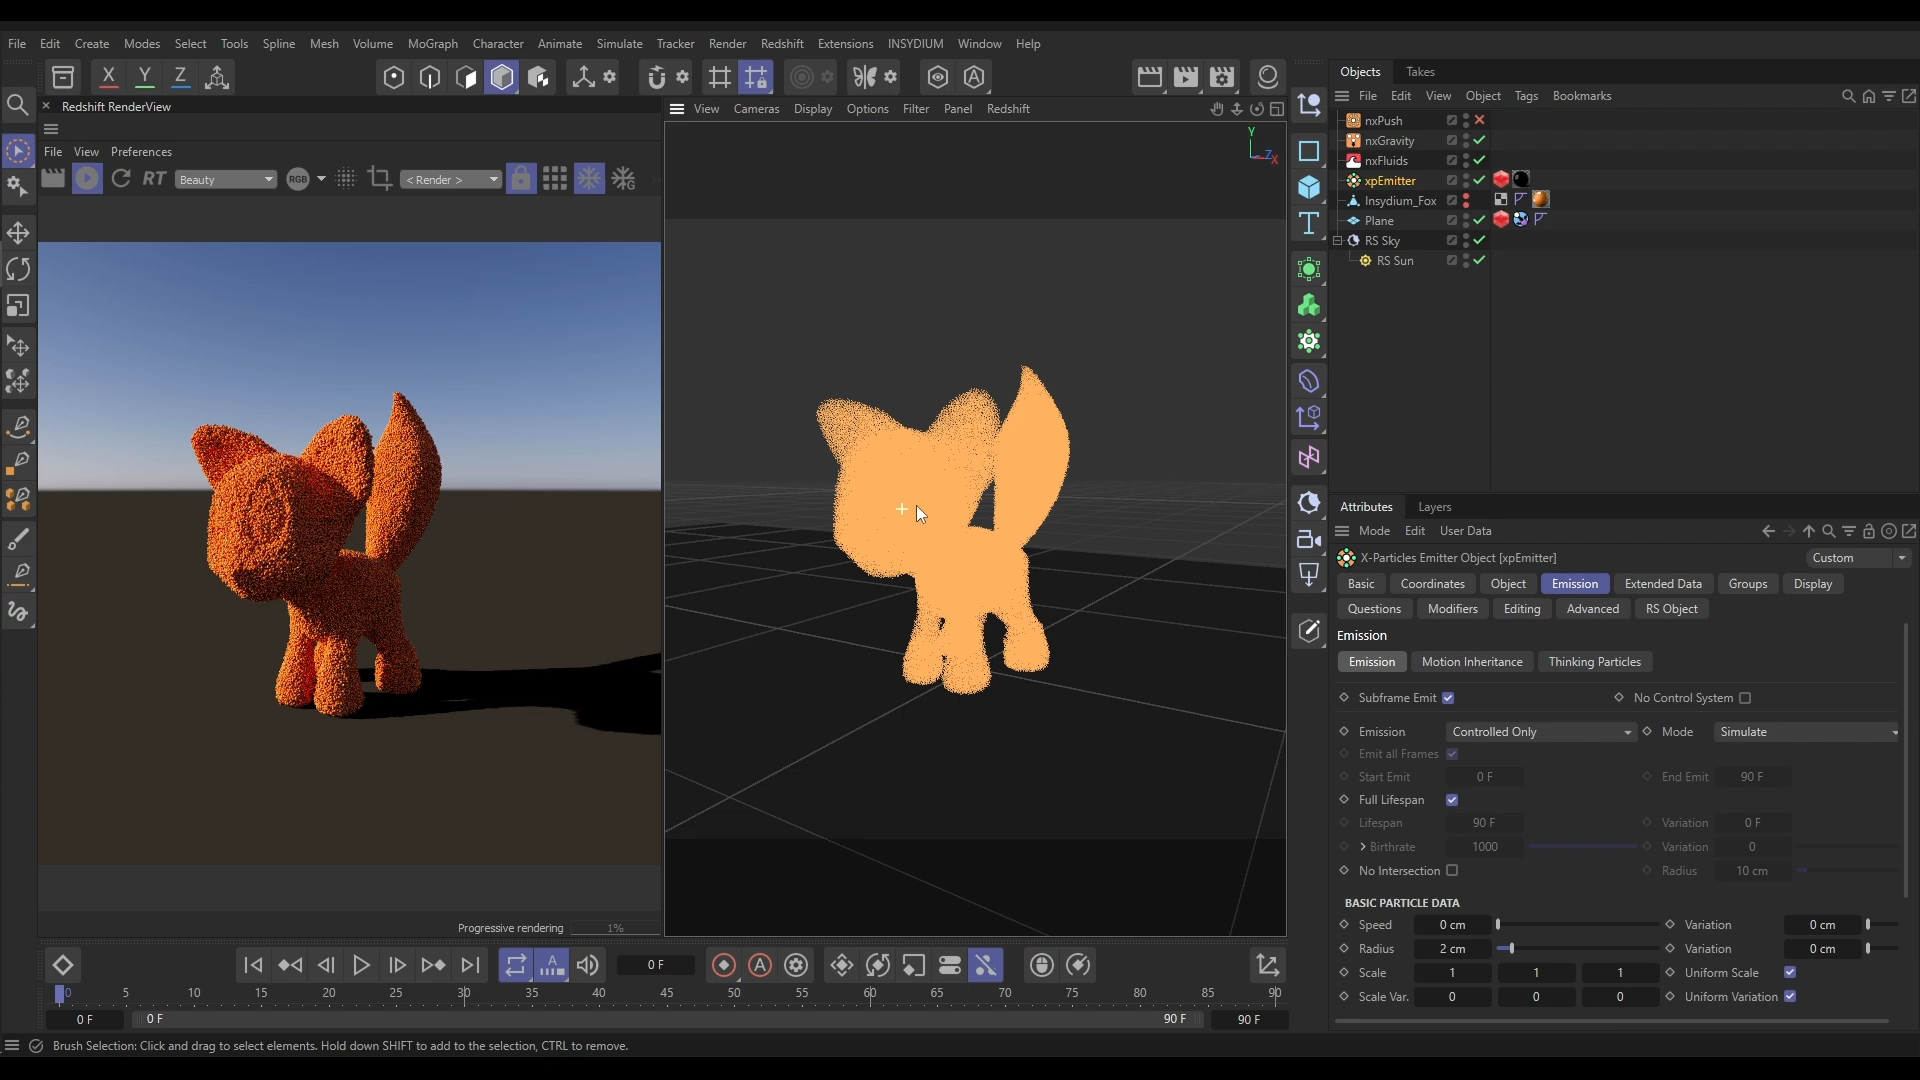 File Edit Create Modes Select Tools Spline Mesh Volume MoGraph Character Animate Simulate Tracker Render Redshift Extensions INSYDIUM Window Help
X Y Z
Redshift RenderView
File View Preferences
RT Beauty RGB < Render >
View Cameras Display Options Filter Panel Redshift
Y
Z X
Progressive rendering 1%
Objects Takes
File Edit View Object Tags Bookmarks
nxPush
nxGravity
nxFluids
xpEmitter
Insydium_Fox
Plane
RS Sky
RS Sun
Attributes Layers
Mode Edit User Data
X-Particles Emitter Object [xpEmitter] Custom
Basic Coordinates Object Emission Extended Data Groups Display
Questions Modifiers Editing Advanced RS Object
Emission
Emission Motion Inheritance Thinking Particles
Subframe Emit No Control System
Emission Controlled Only Mode Simulate
Emit all Frames
Start Emit 0 F End Emit 90 F
Full Lifespan
Lifespan 90 F Variation 0 F
Birthrate 1000 Variation 0
No Intersection Radius 10 cm
BASIC PARTICLE DATA
Speed 0 cm Variation 0 cm
Radius 2 cm Variation 0 cm
Scale 1 1 1 Uniform Scale
Scale Var. 0 0 0 Uniform Variation
0 F
0 5 10 15 20 25 30 35 40 45 50 55 60 65 70 75 80 85 90
0 F 0 F 90 F 90 F
Brush Selection: Click and drag to select elements. Hold down SHIFT to add to the selection, CTRL to remove.